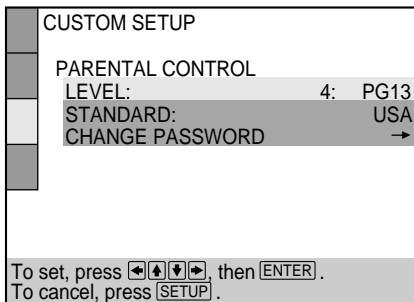 CUSTOM SETUP
PARENTAL CONTROL
LEVEL: 4: PG13
STANDARD: USA
CHANGE PASSWORD →
To set, press ←↑↓→, then ENTER.
To cancel, press SETUP.